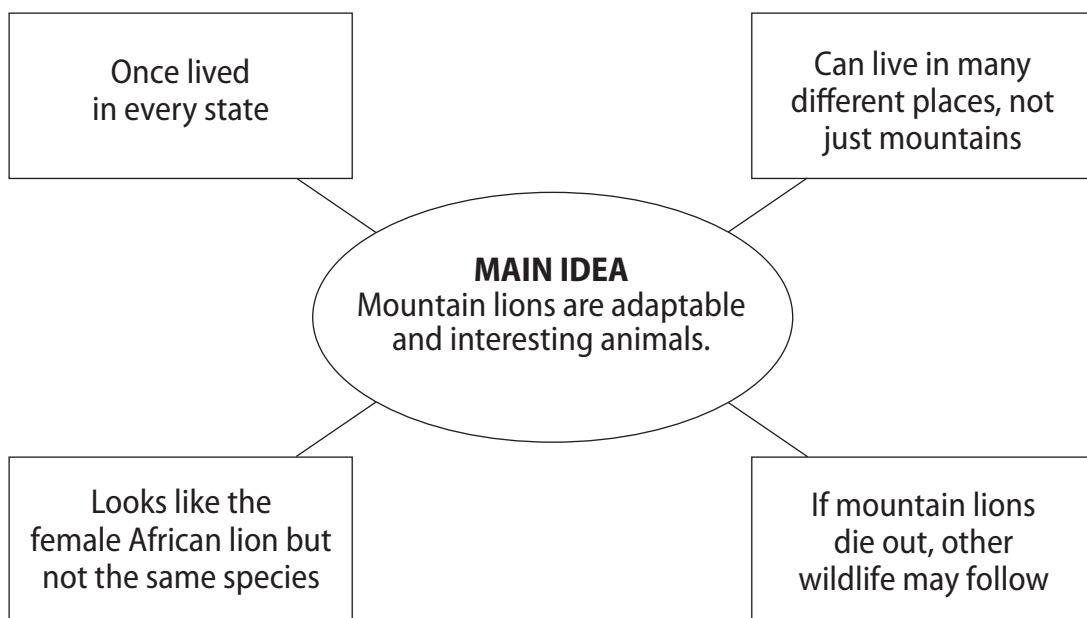 Once lived
in every state
Can live in many
different places, not
just mountains
MAIN IDEA
Mountain lions are adaptable
and interesting animals.
Looks like the
female African lion but
not the same species
If mountain lions
die out, other
wildlife may follow